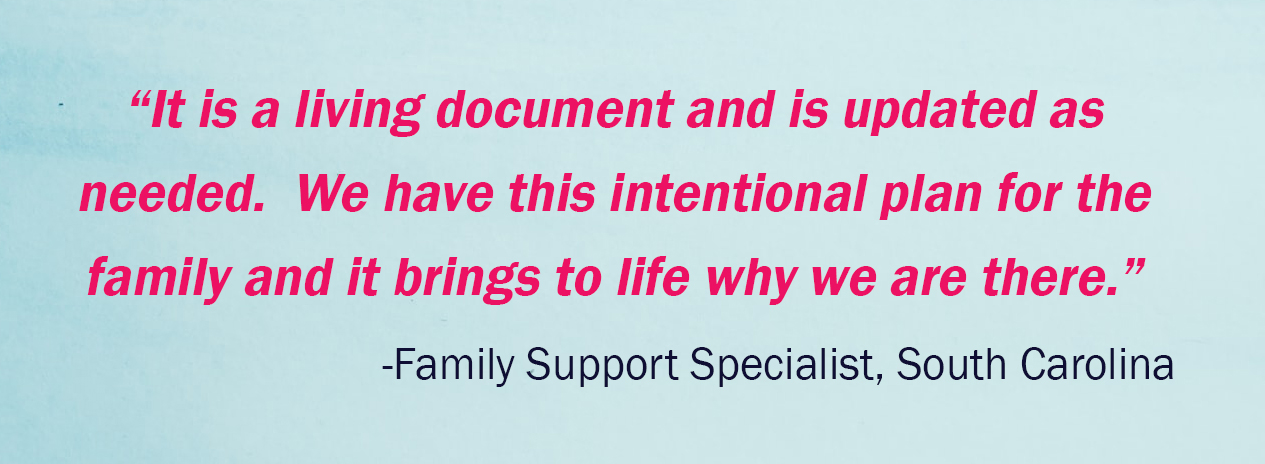 “It is a living document and is updated as
needed.  We have this intentional plan for the
family and it brings to life why we are there.”
-Family Support Specialist, South Carolina